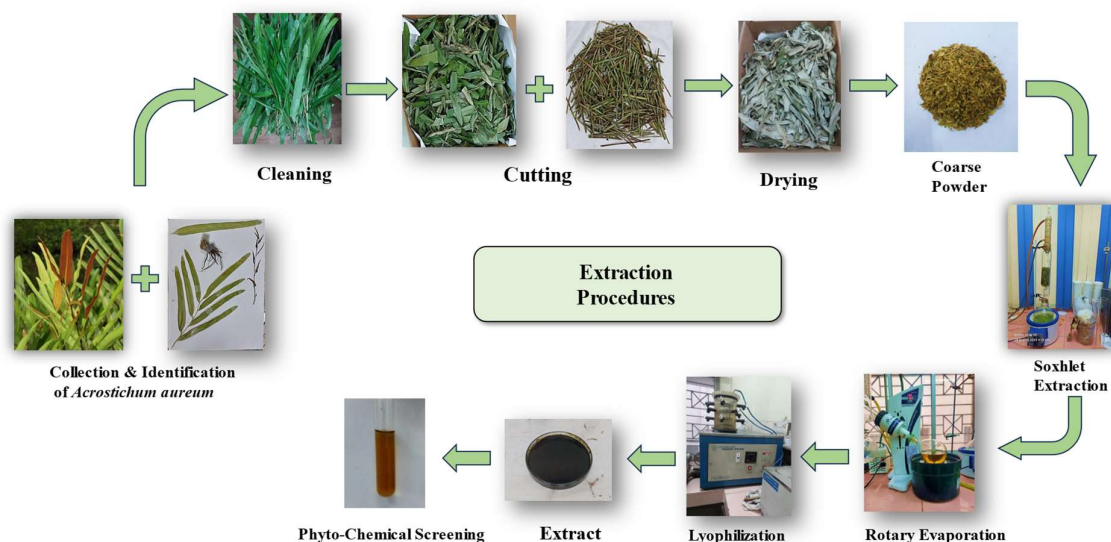 Cleaning
Cutting
Drying
Coarse
Powder
Extraction
Procedures
Collection & Identification
of Acrostichum aureum
Soxhlet
Extraction
Phyto-Chemical Screening
Extract
Lyophilization
Rotary Evaporation